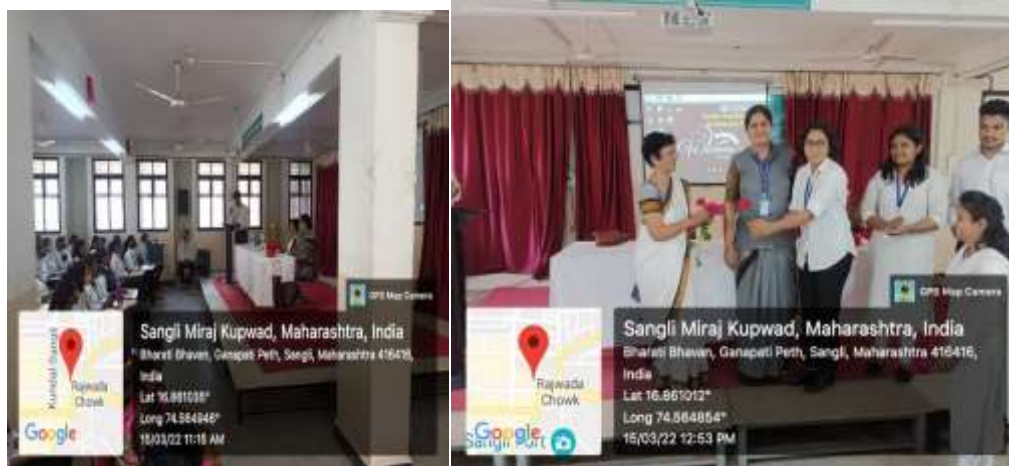 GPS Map Camera
Sangli Miraj Kupwad, Maharashtra, India
Bharati Bhavan, Ganapati Peth, Sangli, Maharashtra 416416,
India
Lat 16.861035°
Long 74.564946°
15/03/22 11:15 AM
Rajwada
Chowk
Google
GPS Map Camera
Sangli Miraj Kupwad, Maharashtra, India
Bharati Bhavan, Ganapati Peth, Sangli, Maharashtra 416416,
India
Lat 16.861012°
Long 74.564854°
15/03/22 12:53 PM
Rajwada
Chowk
Google